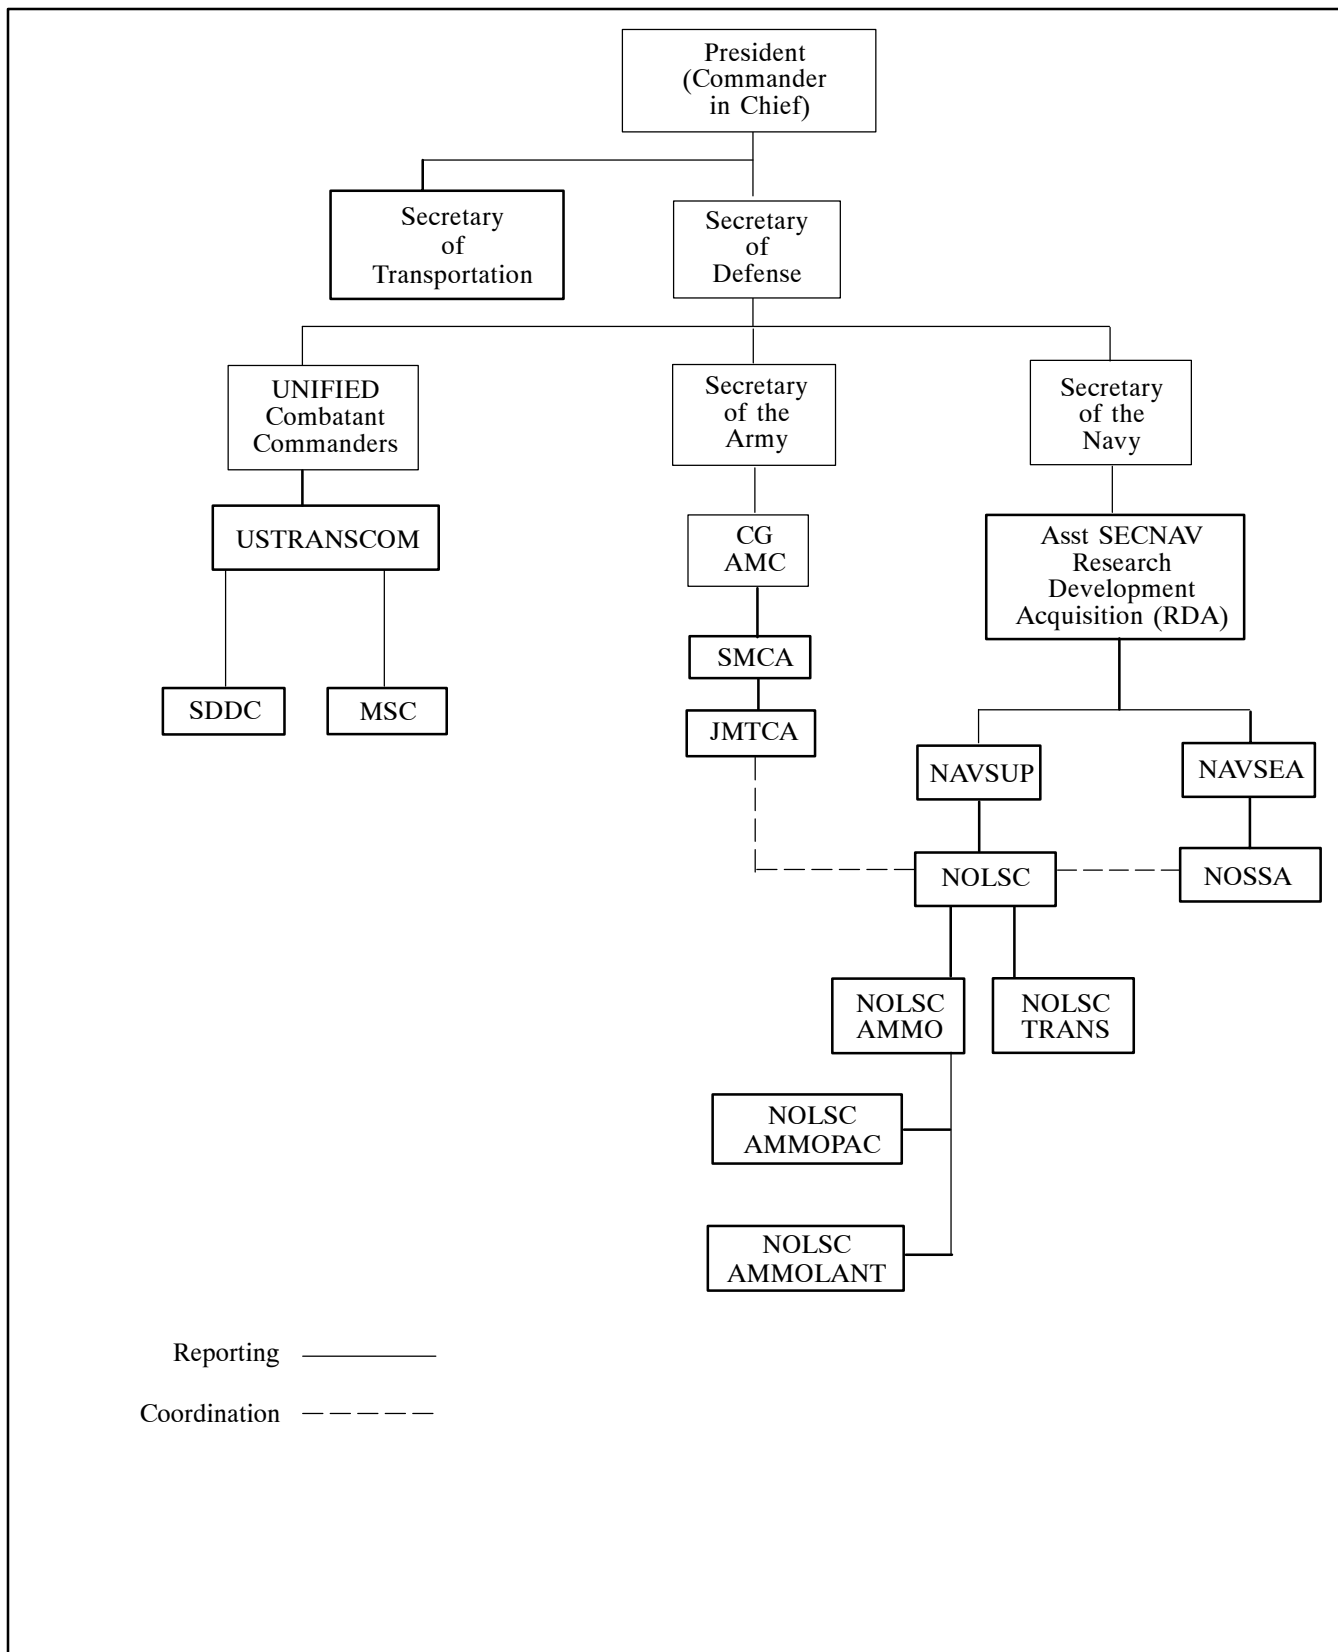 President
(Commander
in Chief)
Secretary
of
Transportation
Secretary
of
Defense
UNIFIED
Combatant
Commanders
Secretary
of the
Army
Secretary
of the
Navy
USTRANSCOM
CG
AMC
Asst SECNAV
Research
Development
Acquisition (RDA)
SMCA
SDDC
MSC
JMTCA
NAVSUP
NAVSEA
NOLSC
NOSSA
NOLSC
AMMO
NOLSC
TRANS
NOLSC
AMMOPAC
NOLSC
AMMOLANT
Reporting
Coordination